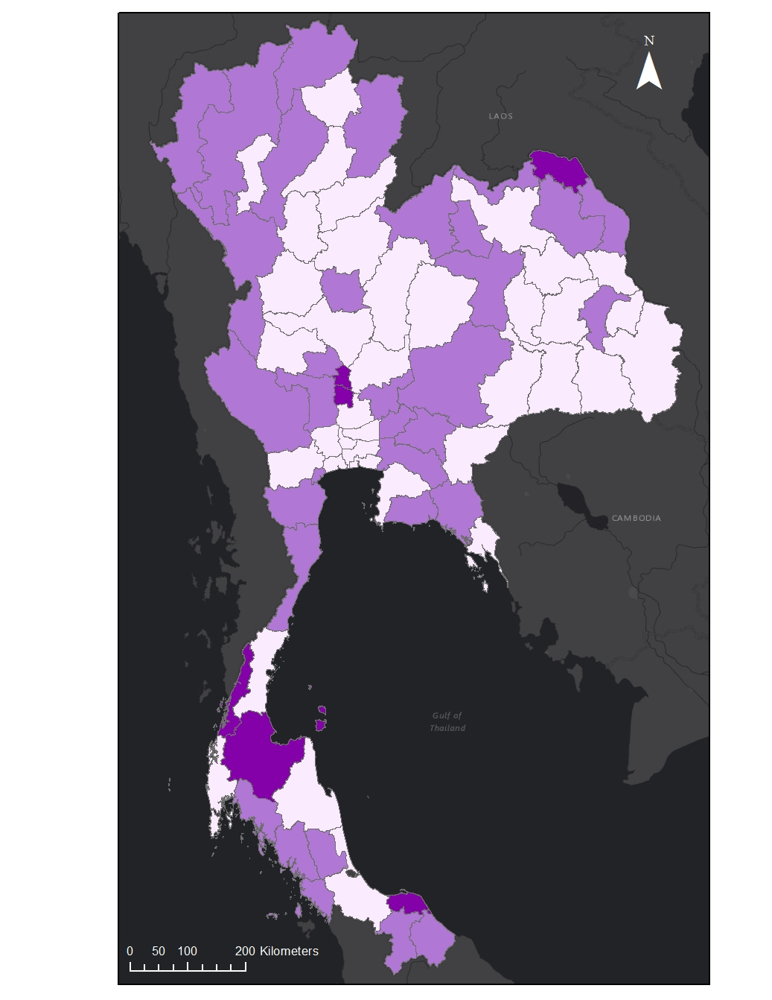 N
LAOS
CAMBODIA
Gulf of
Thailand
0 50 100 200 Kilometers